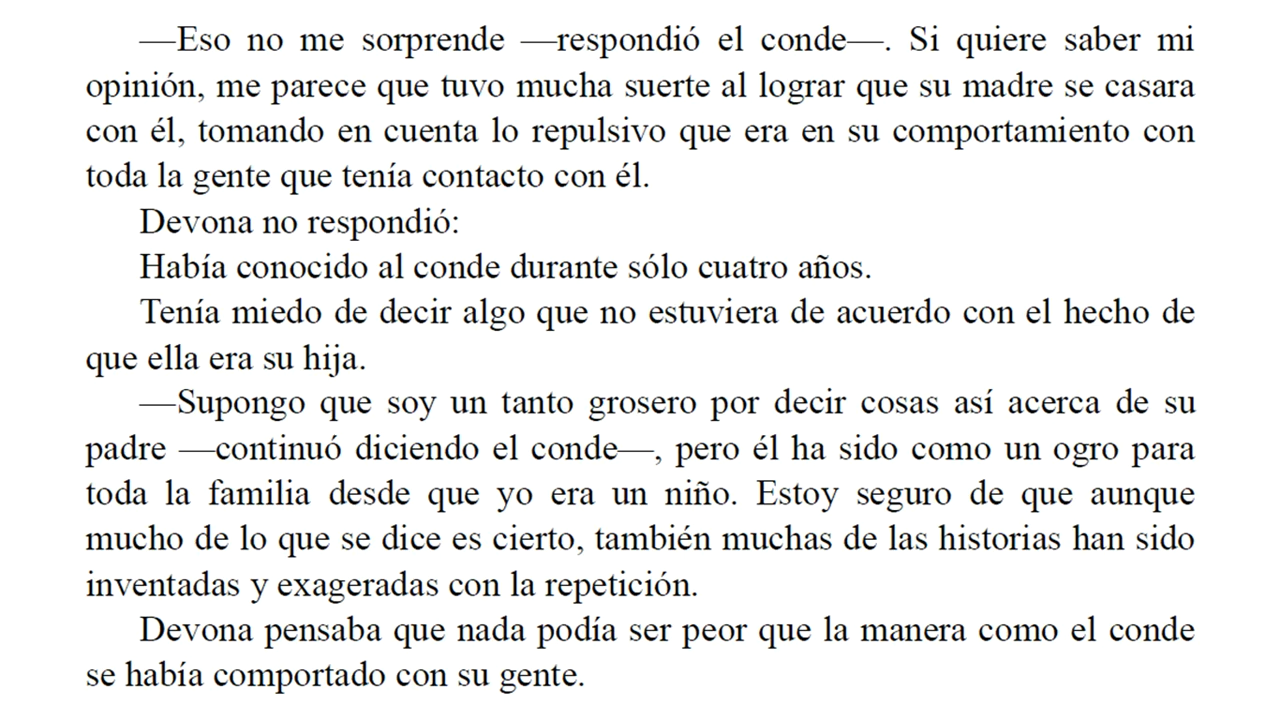 —Eso no me sorprende —respondió el conde—. Si quiere saber mi
opinión, me parece que tuvo mucha suerte al lograr que su madre se casara
con él, tomando en cuenta lo repulsivo que era en su comportamiento con
toda la gente que tenía contacto con él.
Devona no respondió:
Había conocido al conde durante sólo cuatro años.
Tenía miedo de decir algo que no estuviera de acuerdo con el hecho de
que ella era su hija.
—Supongo que soy un tanto grosero por decir cosas así acerca de su
padre —continuó diciendo el conde—, pero él ha sido como un ogro para
toda la familia desde que yo era un niño. Estoy seguro de que aunque
mucho de lo que se dice es cierto, también muchas de las historias han sido
inventadas y exageradas con la repetición.
Devona pensaba que nada podía ser peor que la manera como el conde
se había comportado con su gente.